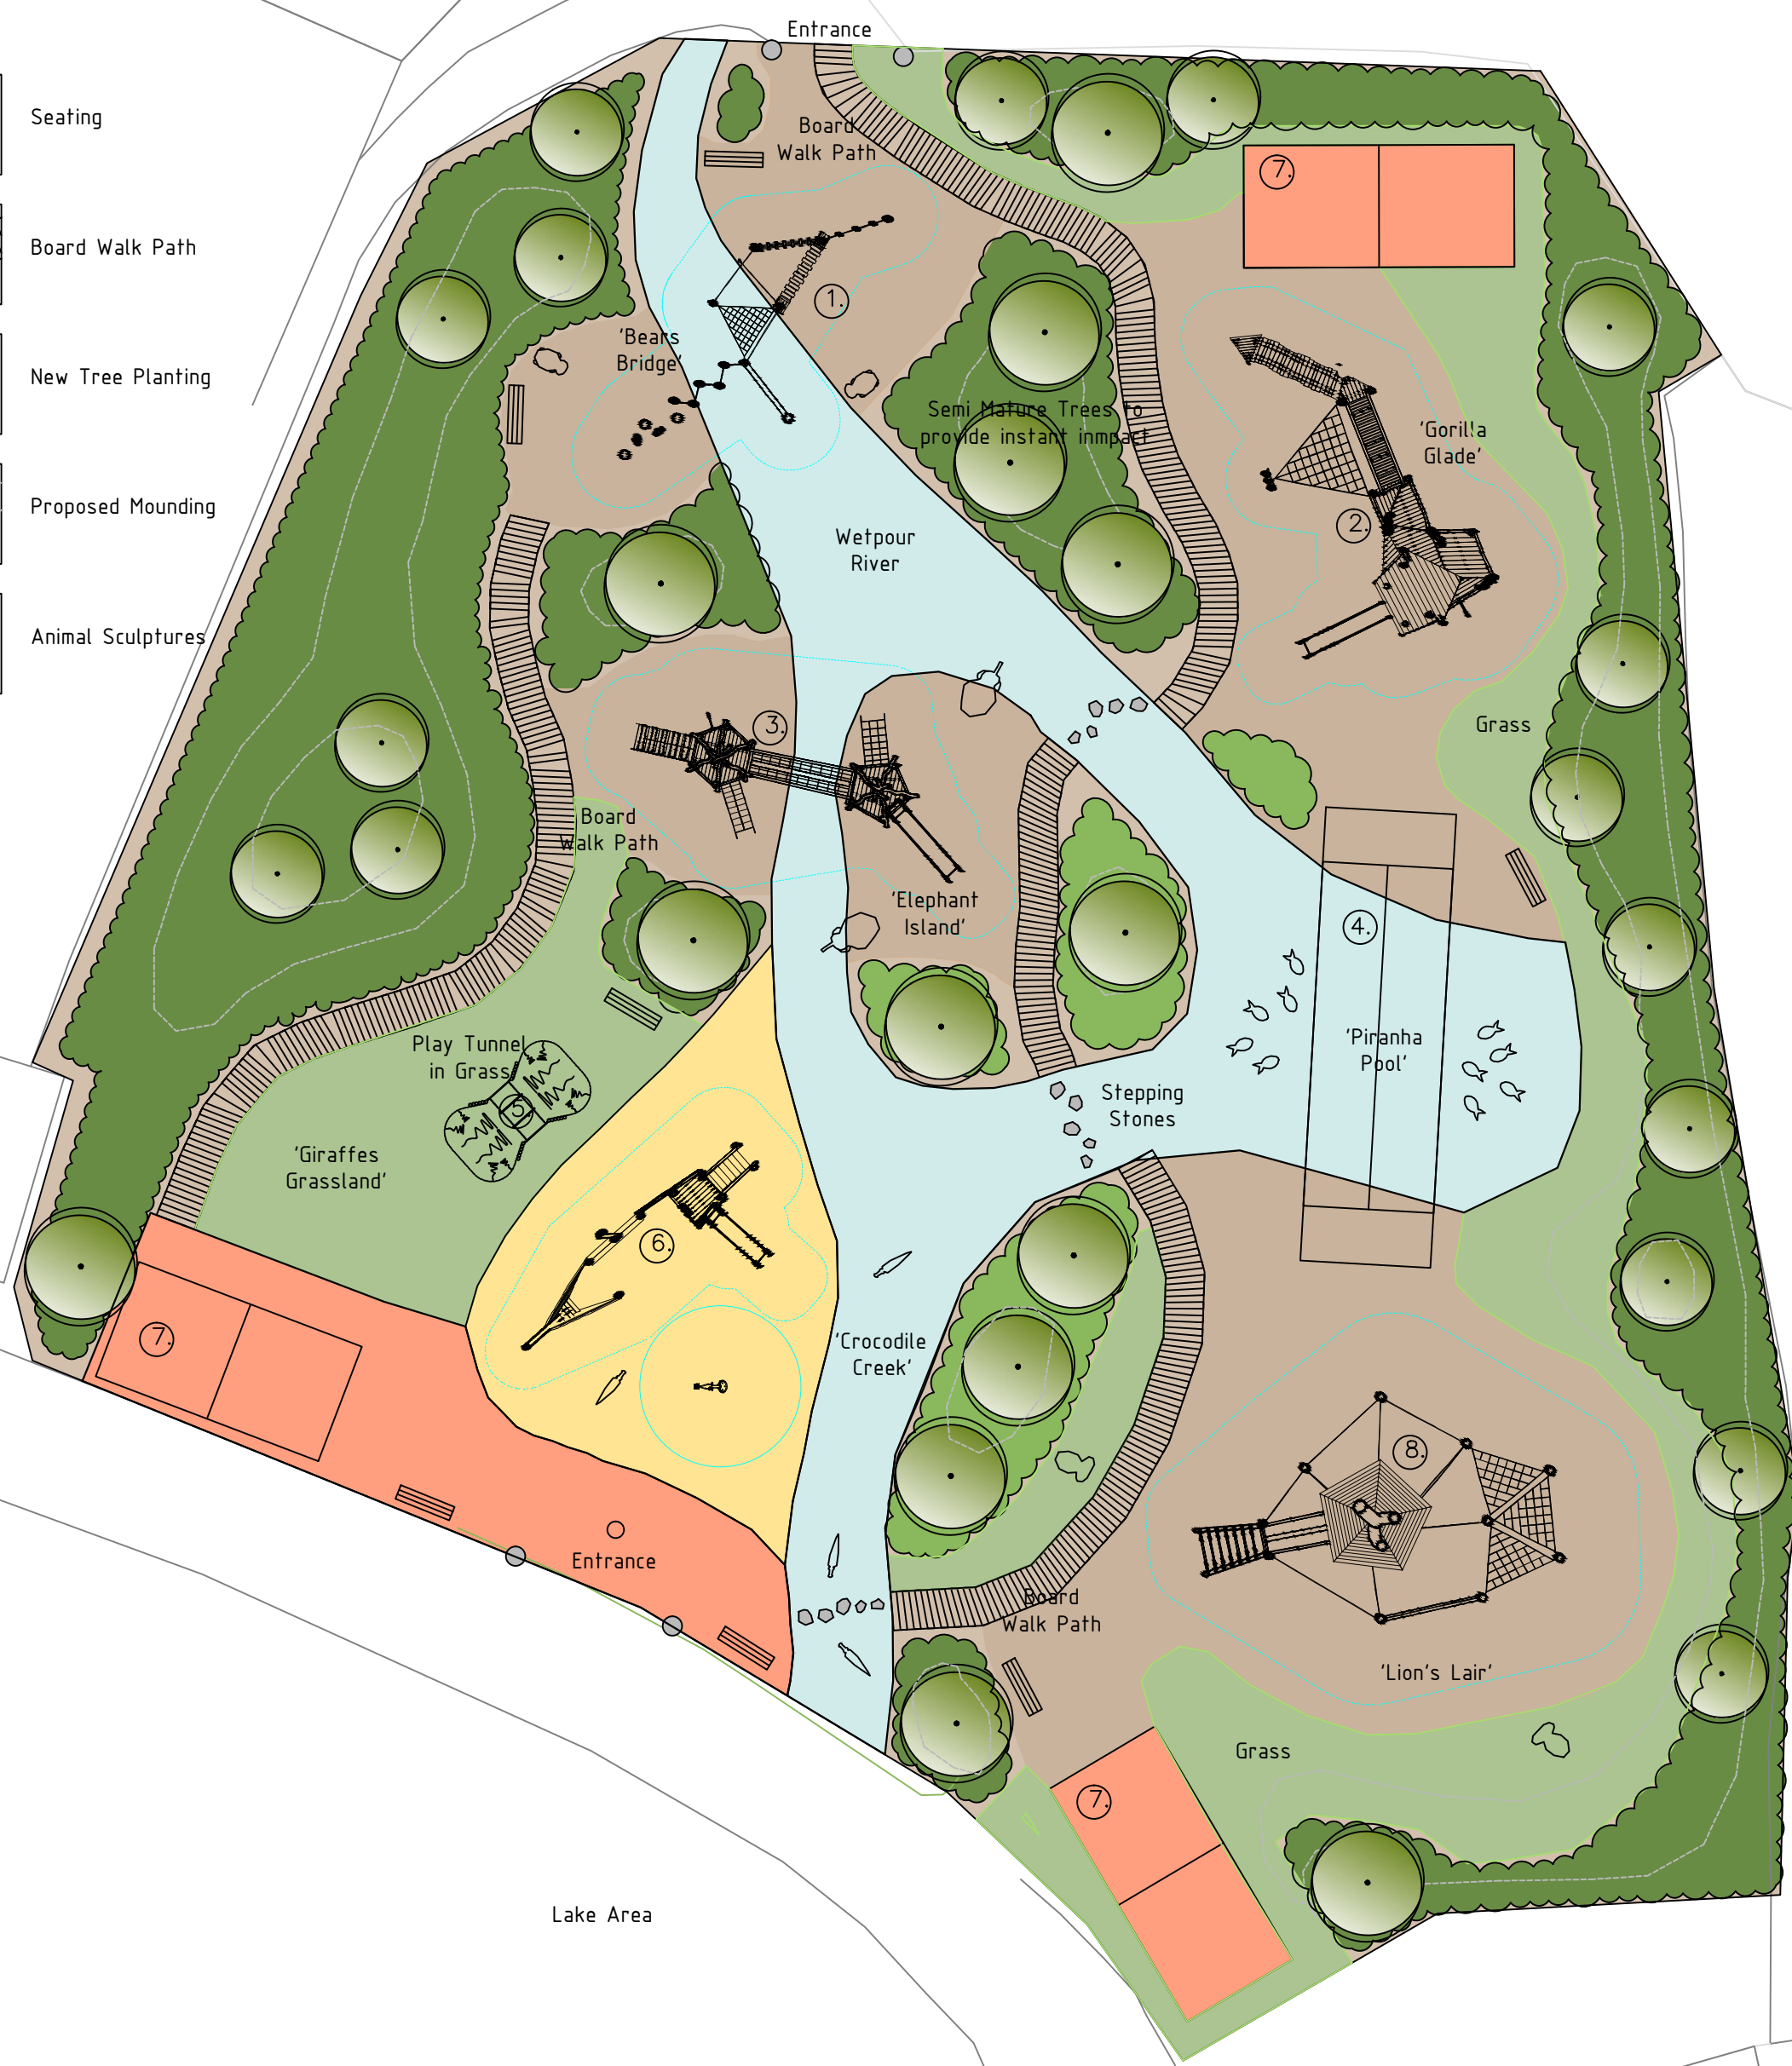 Entrance
Seating
Board
Walk Path
7.
Board Walk Path
1.
'Bears
Bridge'
New Tree Planting
Semi Mature Trees to
provide instant inmpact
'Gorilla
Glade'
Proposed Mounding
2.
Wetpour
River
Animal Sculptures
3.
Grass
Board
Walk Path
'Elephant
Island'
4.
Play Tunnel
in Grass
'Piranha
Pool'
5.
Stepping
Stones
'Giraffes
Grassland'
6.
7.
'Crocodile
Creek'
8.
Entrance
Board
Walk Path
'Lion's Lair'
Grass
7.
Lake Area